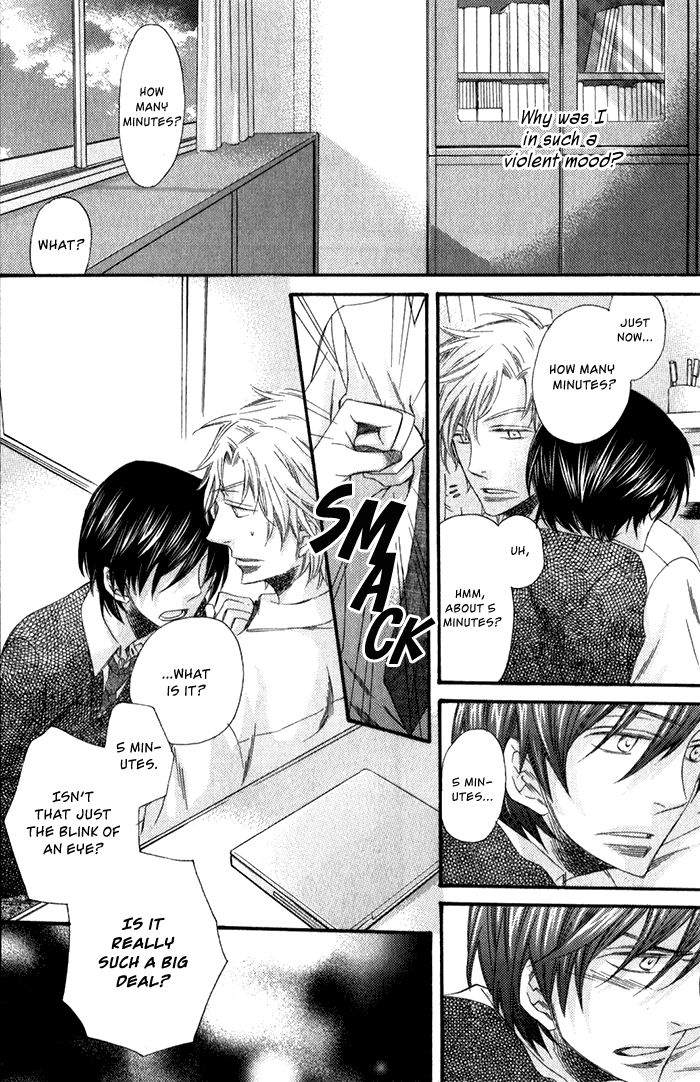 Why was I
in such a
violent mood?
HOW
MANY
MINUTES?
WHAT?
JUST
NOW...
HOW MANY
MINUTES?
UH,
HMM,
ABOUT 5
MINUTES?
5 MIN-
UTES...
SMACK
...WHAT
IS IT?
5 MIN-
UTES.
ISN'T
THAT JUST
THE BLINK OF
AN EYE?
IS IT
REALLY
SUCH A BIG
DEAL?